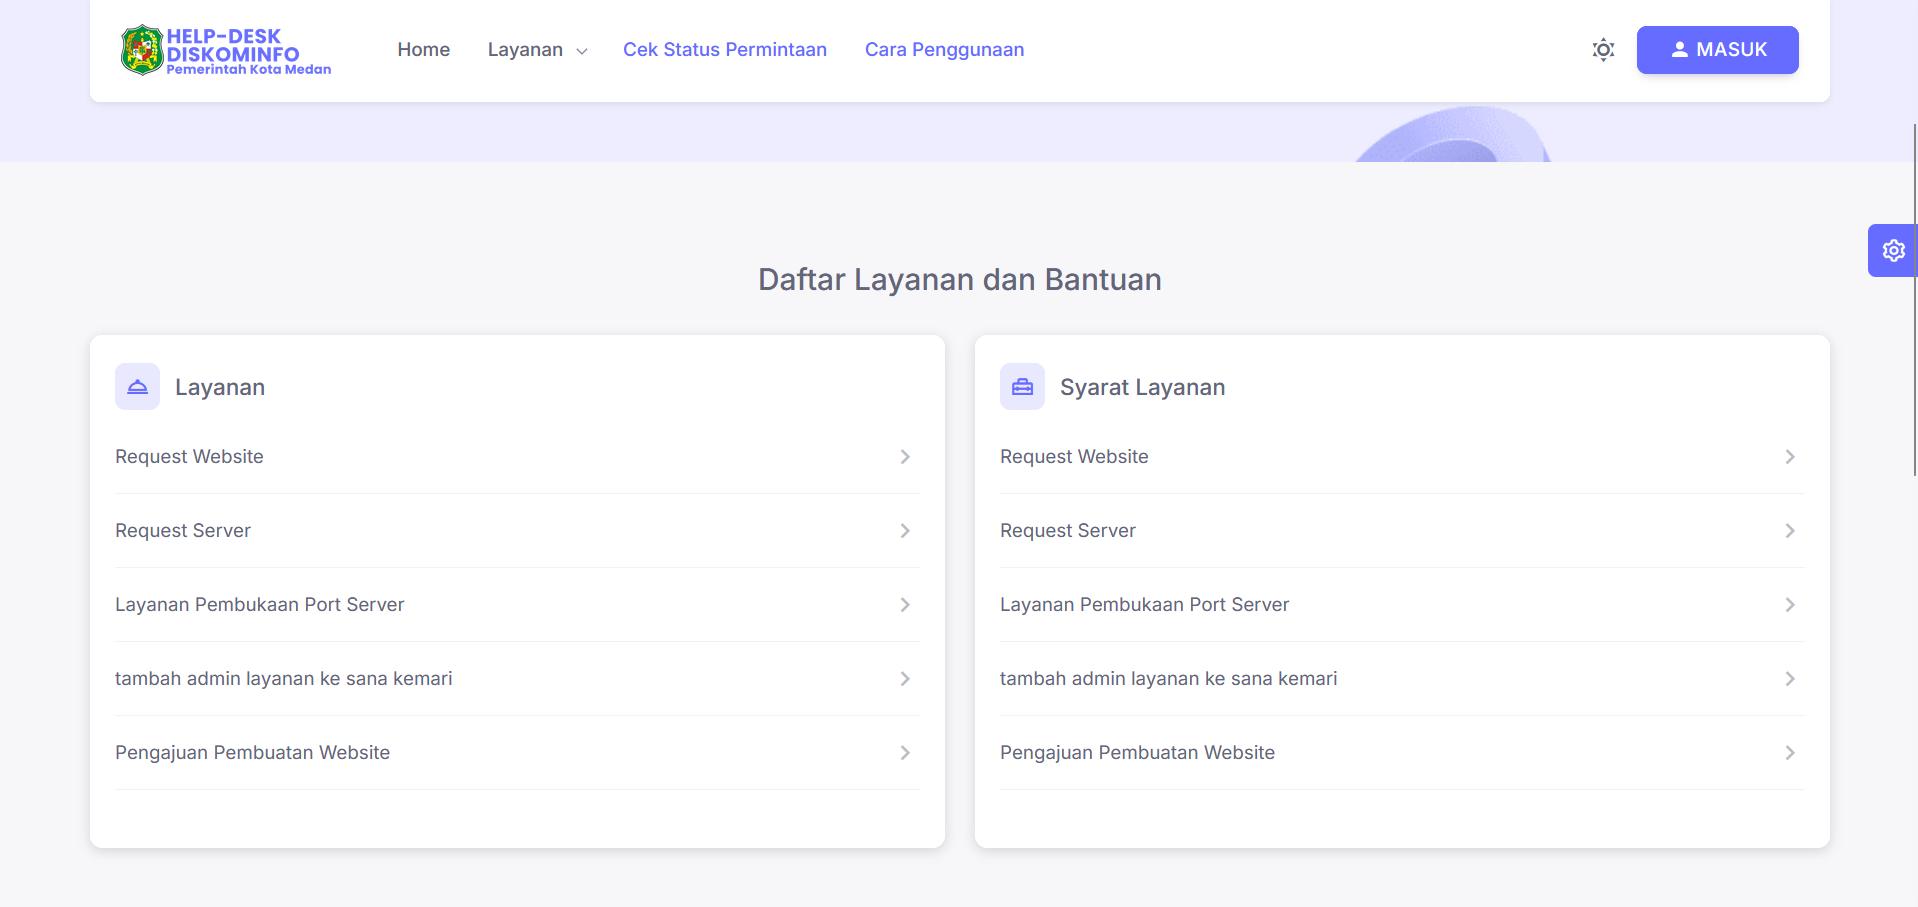 HELP-DESK
DISKOMINFO
Pemerintah Kota Medan
Home
Layanan
Cek Status Permintaan
Cara Penggunaan
MASUK
Daftar Layanan dan Bantuan
Layanan
Request Website
Request Server
Layanan Pembukaan Port Server
tambah admin layanan ke sana kemari
Pengajuan Pembuatan Website
Syarat Layanan
Request Website
Request Server
Layanan Pembukaan Port Server
tambah admin layanan ke sana kemari
Pengajuan Pembuatan Website